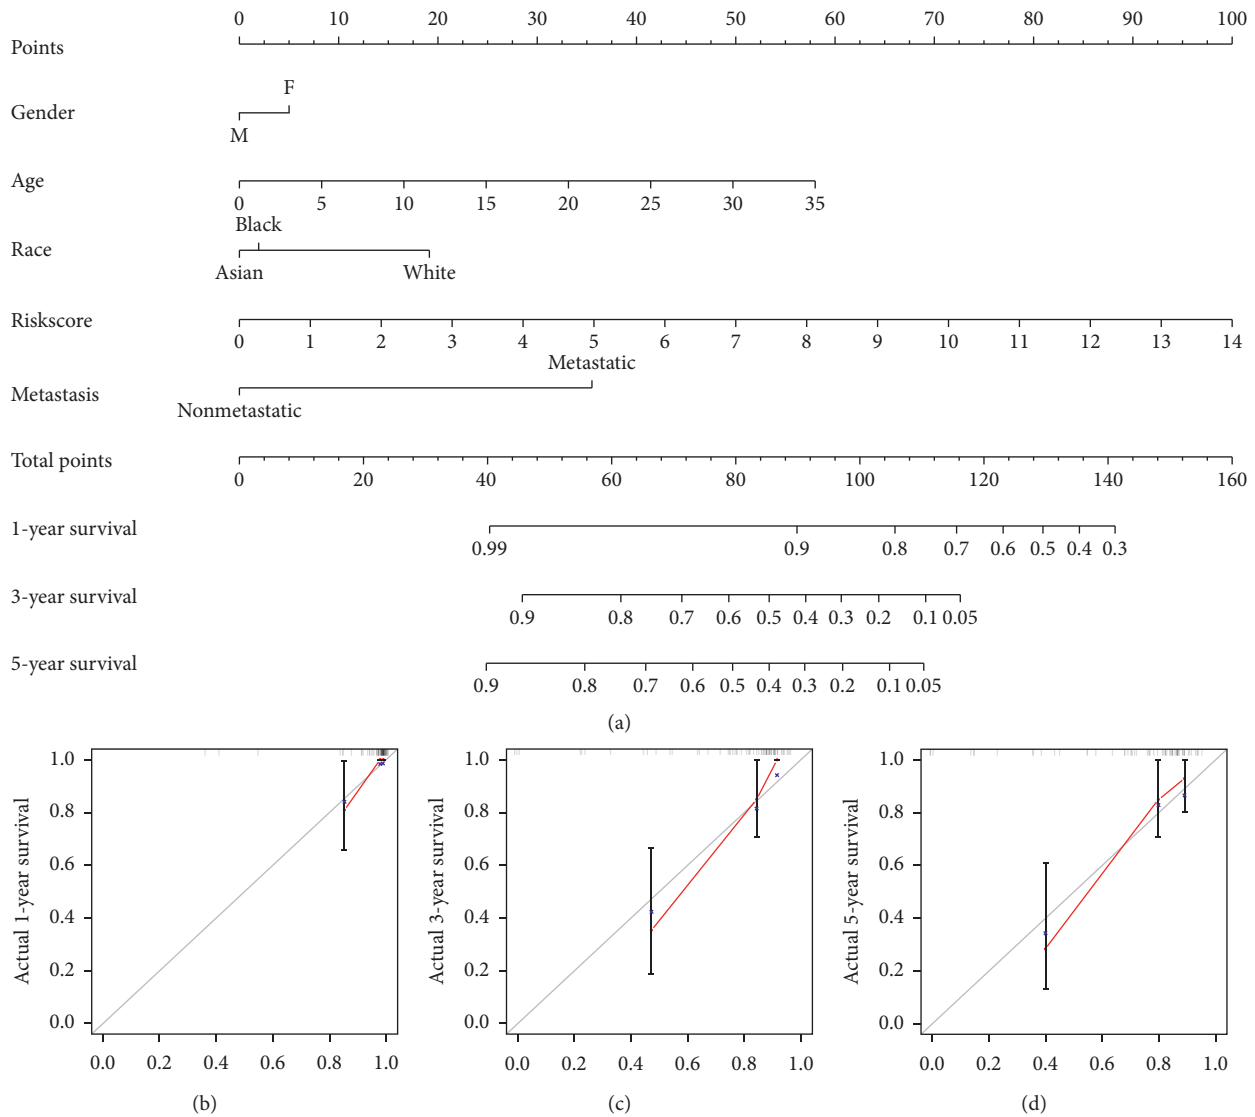 0 10 20 30 40 50 60 70 80 90 100
Points
F
Gender
M
Age
0 5 10 15 20 25 30 35
Black
Race
Asian White
Riskscore
0 1 2 3 4 5 6 7 8 9 10 11 12 13 14
Metastatic
Metastasis
Nonmetastatic
Total points
0 20 40 60 80 100 120 140 160
1-year survival
0.99 0.9 0.8 0.7 0.6 0.5 0.4 0.3
3-year survival
0.9 0.8 0.7 0.6 0.5 0.4 0.3 0.2 0.1 0.05
5-year survival
0.9 0.8 0.7 0.6 0.5 0.4 0.3 0.2 0.1 0.05
(a)
Actual 1-year survival
1.0
0.8
0.6
0.4
0.2
0.0
0.0 0.2 0.4 0.6 0.8 1.0
(b)
Actual 3-year survival
1.0
0.8
0.6
0.4
0.2
0.0
0.0 0.2 0.4 0.6 0.8 1.0
(c)
Actual 5-year survival
1.0
0.8
0.6
0.4
0.2
0.0
0.0 0.2 0.4 0.6 0.8 1.0
(d)